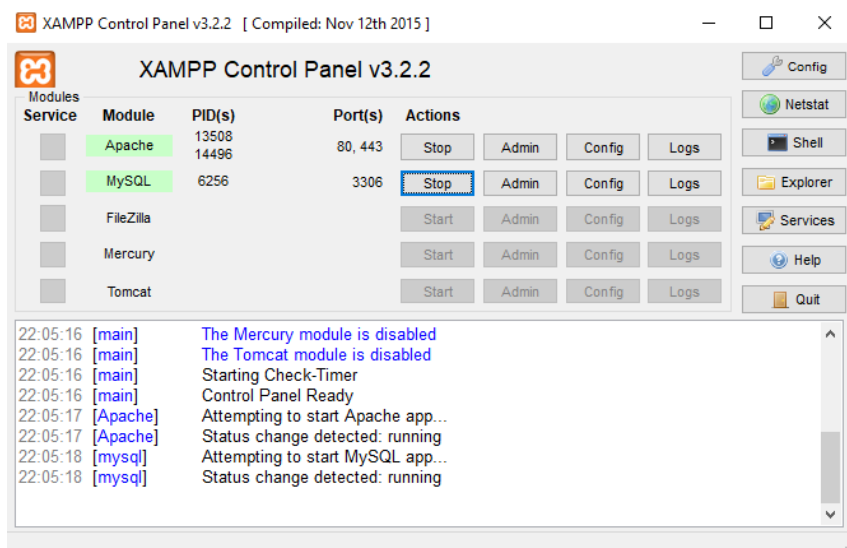 XAMPP Control Panel v3.2.2 [ Compiled: Nov 12th 2015 ]
XAMPP Control Panel v3.2.2
Config
Modules
Service Module PID(s) Port(s) Actions
Netstat
Apache 13508 14496 80, 443 Stop Admin Config Logs
Shell
MySQL 6256 3306 Stop Admin Config Logs
Explorer
FileZilla Start Admin Config Logs
Services
Mercury Start Admin Config Logs
Help
Tomcat Start Admin Config Logs
Quit
22:05:16 [main] The Mercury module is disabled
22:05:16 [main] The Tomcat module is disabled
22:05:16 [main] Starting Check-Timer
22:05:16 [main] Control Panel Ready
22:05:17 [Apache] Attempting to start Apache app...
22:05:17 [Apache] Status change detected: running
22:05:18 [mysql] Attempting to start MySQL app...
22:05:18 [mysql] Status change detected: running